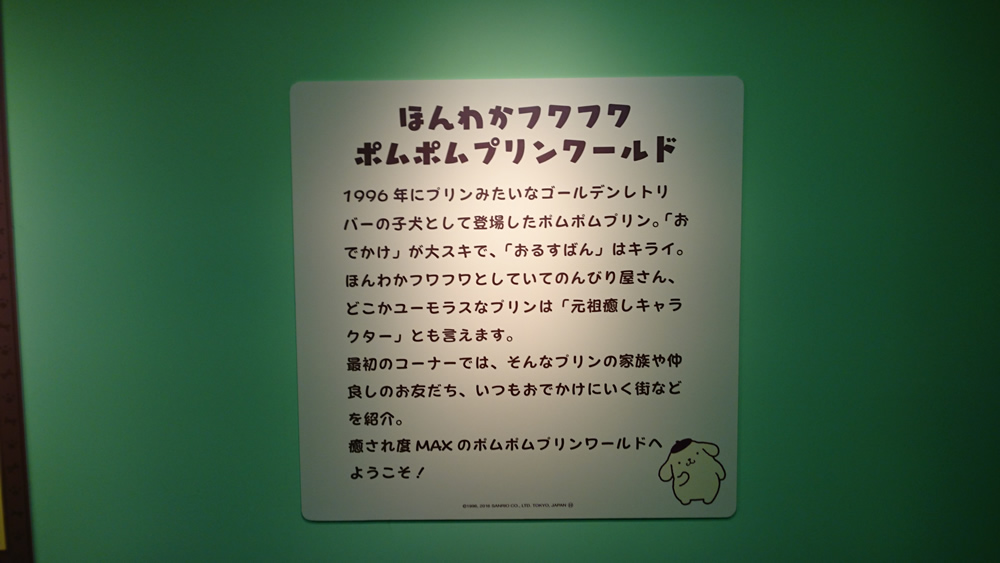 ほんわかフワフワ
ポムポムプリンワールド
1996年にプリンみたいなゴールデンレトリ
バーの子犬として登場したポムポムプリン。「お
でかけ」が大スキで、「おるすばん」はキライ。
ほんわかフワフワとしていてのんびり屋さん、
どこかユーモラスなプリンは「元祖癒しキャラ
クター」とも言えます。
最初のコーナーでは、そんなプリンの家族や仲
良しのお友だち、いつもおでかけにいく街など
を紹介。
癒され度MAXのポムポムプリンワールドへ
ようこそ！
SANRIO CO., LTD. TOKYO, JAPAN